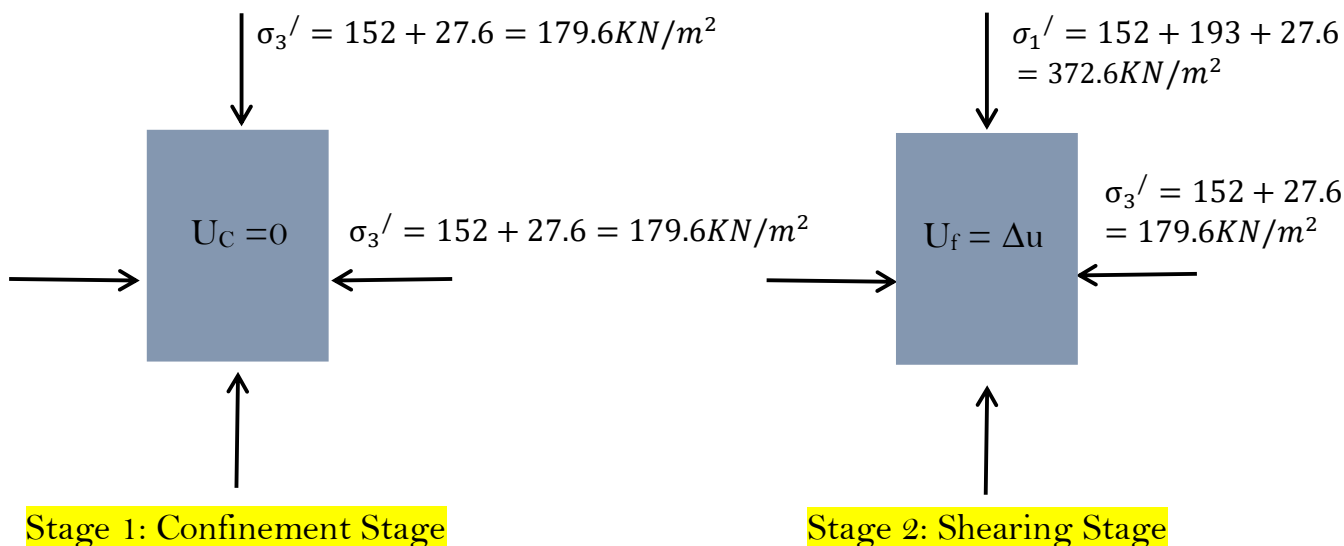 σ₃′ = 152 + 27.6 = 179.6KN/m²
σ₁′ = 152 + 193 + 27.6
= 372.6KN/m²
U_C =0
σ₃′ = 152 + 27.6 = 179.6KN/m²
U_f = Δu
σ₃′ = 152 + 27.6
= 179.6KN/m²
Stage 1: Confinement Stage
Stage 2: Shearing Stage